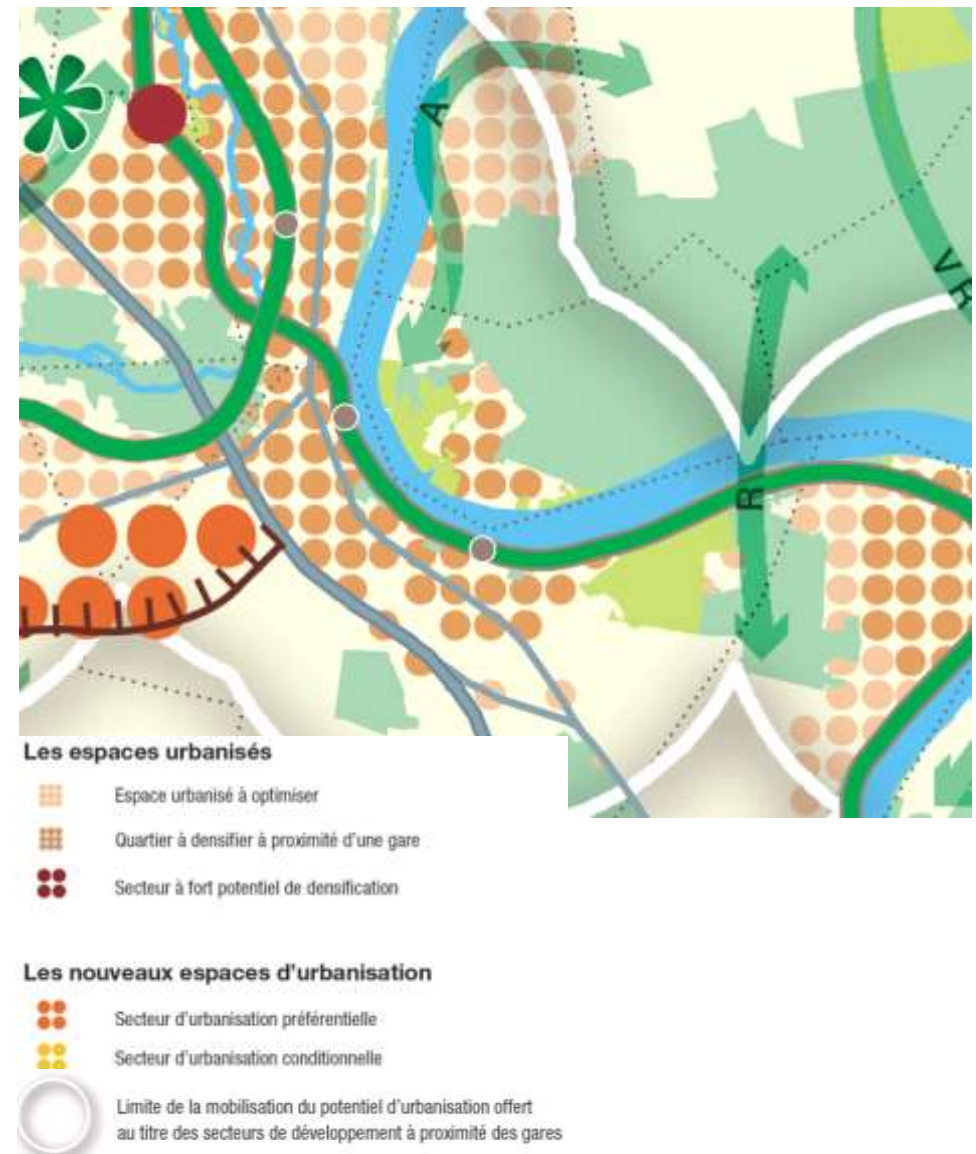 A
V R
R
Les espaces urbanisés
Espace urbanisé à optimiser
Quartier à densifier à proximité d'une gare
Secteur à fort potentiel de densification
Les nouveaux espaces d'urbanisation
Secteur d'urbanisation préférentielle
Secteur d'urbanisation conditionnelle
Limite de la mobilisation du potentiel d'urbanisation offert
au titre des secteurs de développement à proximité des gares